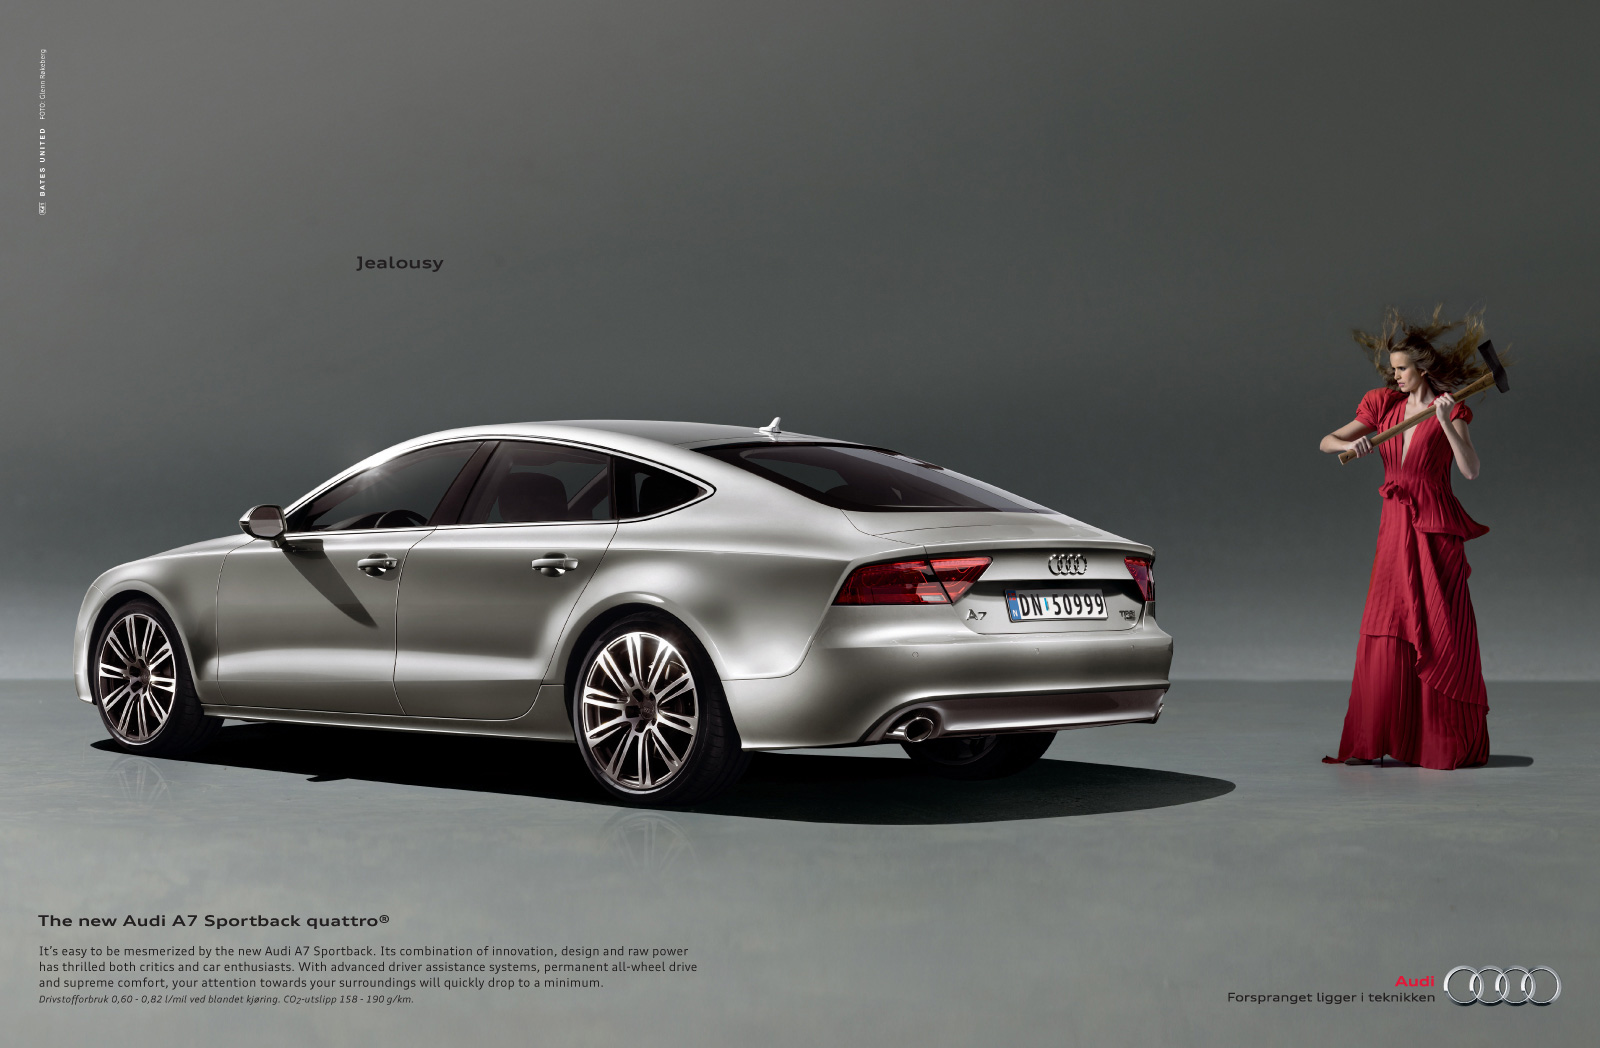 BATES UNITED FOTO: Glenn Røkeberg
Jealousy
A7
DN 50999
N
The new Audi A7 Sportback quattro®
It's easy to be mesmerized by the new Audi A7 Sportback. Its combination of innovation, design and raw power
has thrilled both critics and car enthusiasts. With advanced driver assistance systems, permanent all-wheel drive
and supreme comfort, your attention towards your surroundings will quickly drop to a minimum.
Drivstofforbruk 0,60 - 0,82 l/mil ved blandet kjøring. CO₂-utslipp 158 - 190 g/km.
Audi
Forspranget ligger i teknikken